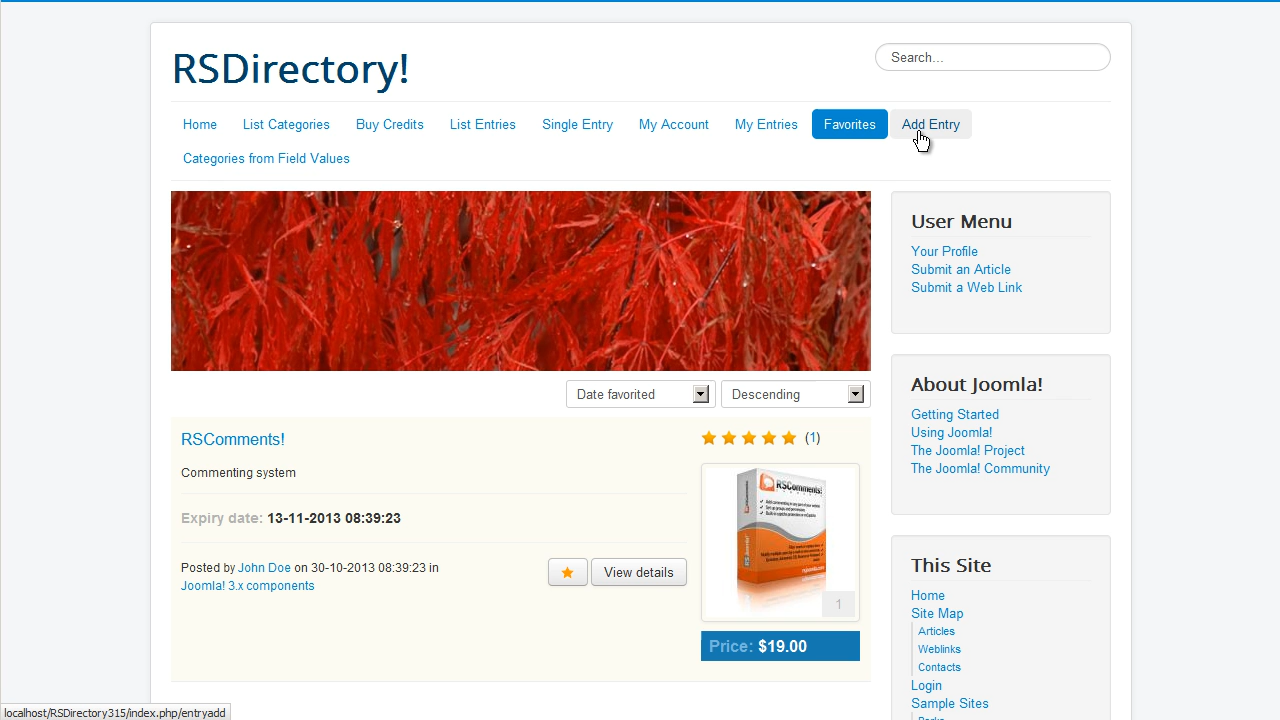 RSDirectory!
Search...
Home List Categories Buy Credits List Entries Single Entry My Account My Entries Favorites Add Entry
Categories from Field Values
User Menu
Your Profile
Submit an Article
Submit a Web Link
About Joomla!
Getting Started
Using Joomla!
The Joomla! Project
The Joomla! Community
Date favorited Descending
RSComments!
(1)
Commenting system
Expiry date: 13-11-2013 08:39:23
Posted by John Doe on 30-10-2013 08:39:23 in
Joomla! 3.x components
View details
RSComments!
1
Price: $19.00
This Site
Home
Site Map
Articles
Weblinks
Contacts
Login
Sample Sites
localhost/RSDirectory315/index.php/entryadd